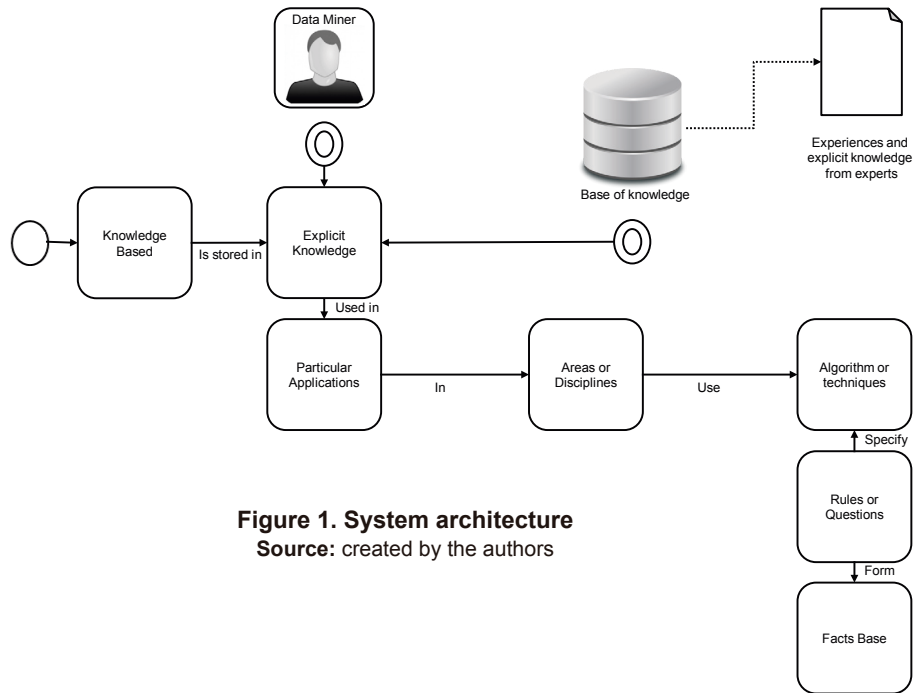 Data Miner
Experiences and
explicit knowledge
from experts
Base of knowledge
Knowledge
Based
Is stored in
Explicit
Knowledge
Used in
Particular
Applications
In
Areas or
Disciplines
Use
Algorithm or
techniques
Specify
Rules or
Questions
Form
Facts Base
Figure 1. System architecture
Source: created by the authors